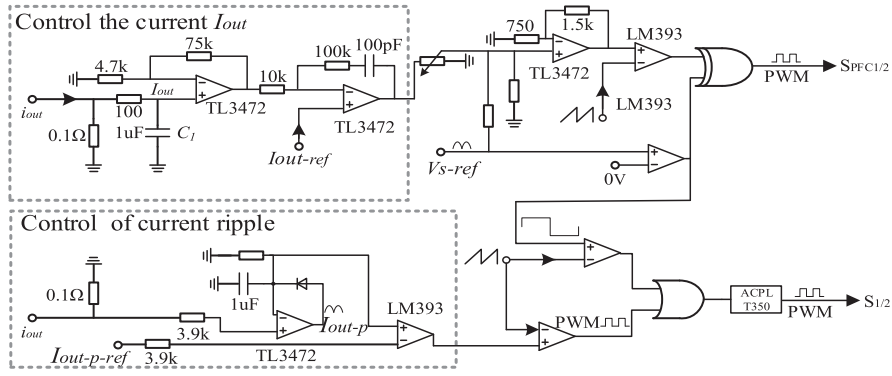 Control the current Iout
75k
4.7k
Iout
TL3472
100
iout
0.1Ω
1uF
C1
10k
100k
100pF
TL3472
Iout-ref
750
1.5k
TL3472
LM393
LM393
PWM
SPFC1/2
Vs-ref
0V
Control of current ripple
0.1Ω
1uF
iout
3.9k
Iout-p
TL3472
LM393
Iout-p-ref
3.9k
PWM
ACPL
T350
PWM
S1/2